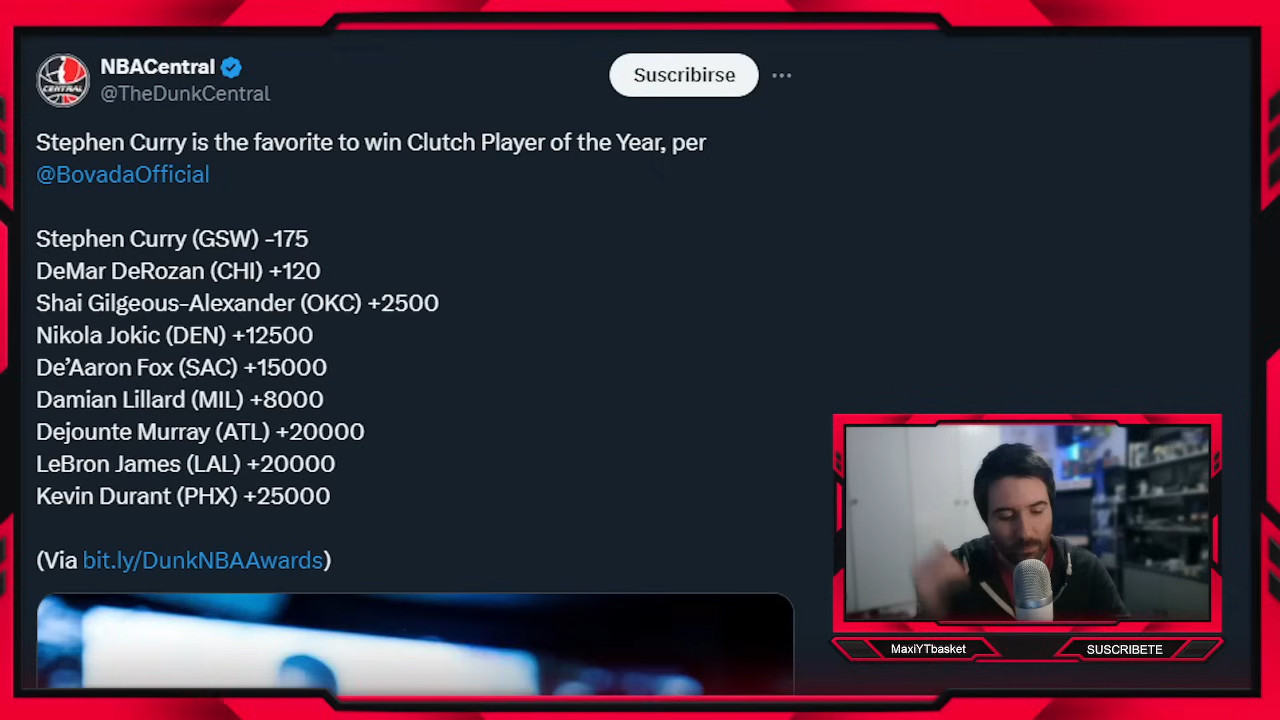 NBACentral
@TheDunkCentral
Suscribirse
Stephen Curry is the favorite to win Clutch Player of the Year, per
@BovadaOfficial
Stephen Curry (GSW) -175
DeMar DeRozan (CHI) +120
Shai Gilgeous-Alexander (OKC) +2500
Nikola Jokic (DEN) +12500
De’Aaron Fox (SAC) +15000
Damian Lillard (MIL) +8000
Dejounte Murray (ATL) +20000
LeBron James (LAL) +20000
Kevin Durant (PHX) +25000
(Via bit.ly/DunkNBAAwards)
MaxiYTbasket
SUSCRIBETE
CENTRAL